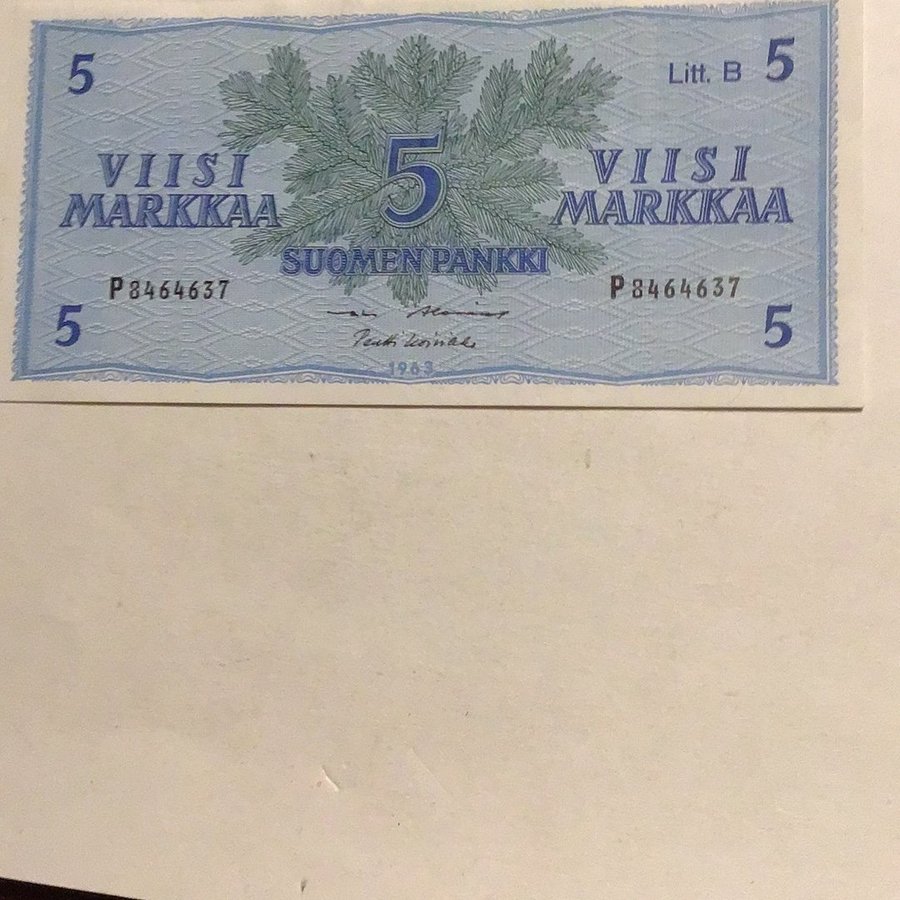 5 Litt. B 5
VIISI VIISI
MARKKAA 5 MARKKAA
SUOMEN PANKKI
P8464637 P8464637
5 5
1963